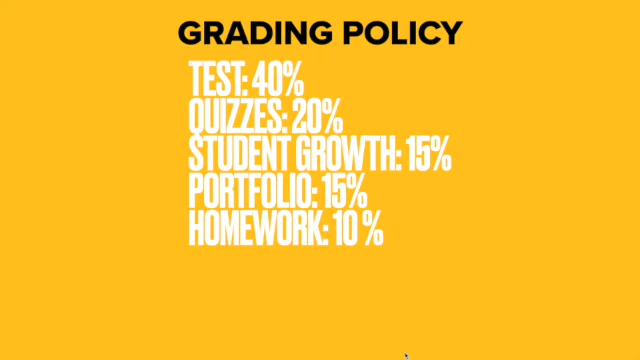 GRADING POLICY
TEST: 40%
QUIZZES: 20%
STUDENT GROWTH: 15%
PORTFOLIO: 15%
HOMEWORK: 10 %